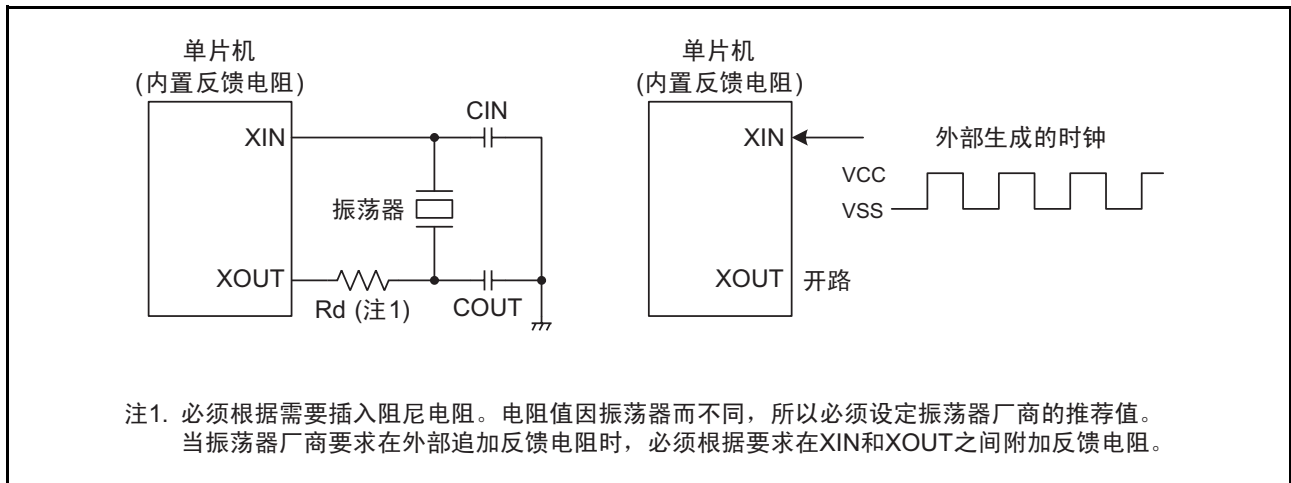 单片机
(内置反馈电阻)
XIN
CIN
振荡器
XOUT
Rd (注1)
COUT
单片机
(内置反馈电阻)
XIN
外部生成的时钟
VCC
VSS
XOUT
开路
注1. 必须根据需要插入阻尼电阻。电阻值因振荡器而不同，所以必须设定振荡器厂商的推荐值。
当振荡器厂商要求在外部追加反馈电阻时，必须根据要求在XIN和XOUT之间附加反馈电阻。